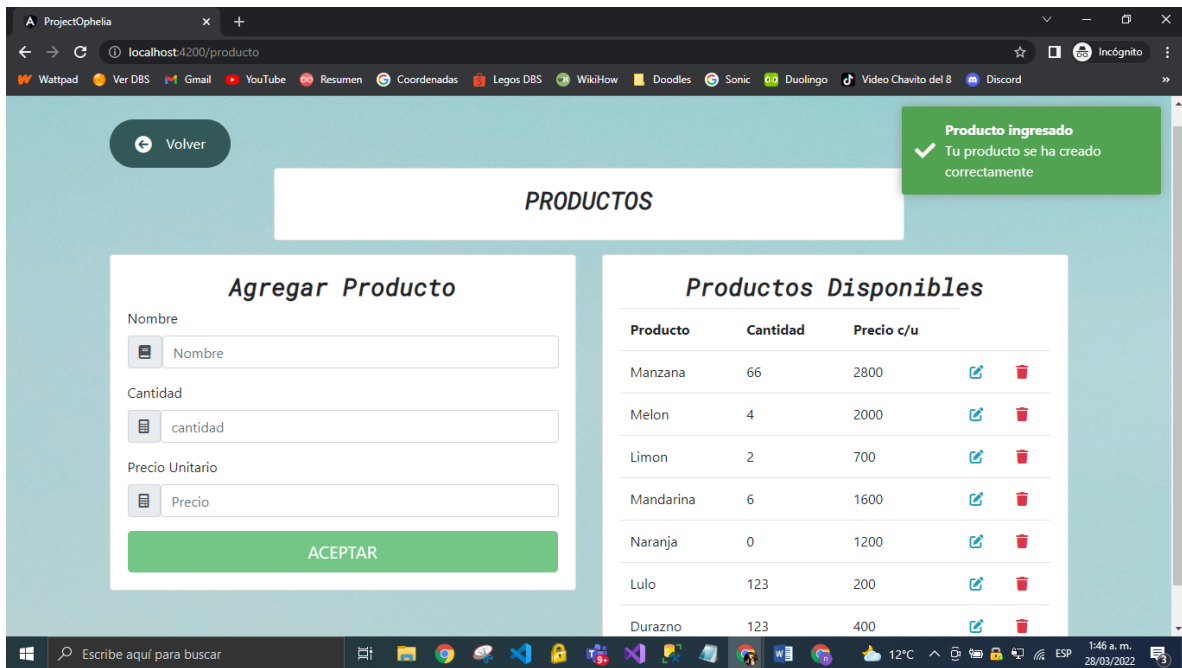 ProjectOphelia
localhost:4200/producto
Incógnito
Wattpad Ver DBS Gmail YouTube Resumen Coordenadas Legos DBS WikiHow Doodles Sonic Duolingo Video Chavito del 8 Discord »
Volver
Producto ingresado
Tu producto se ha creado
correctamente
PRODUCTOS
Agregar Producto
Nombre
Nombre
Cantidad
cantidad
Precio Unitario
Precio
ACEPTAR
Productos Disponibles
Producto Cantidad Precio c/u
Manzana 66 2800
Melon 4 2000
Limon 2 700
Mandarina 6 1600
Naranja 0 1200
Lulo 123 200
Durazno 123 400
Escribe aquí para buscar
12°C ESP
1:46 a. m.
28/03/2022